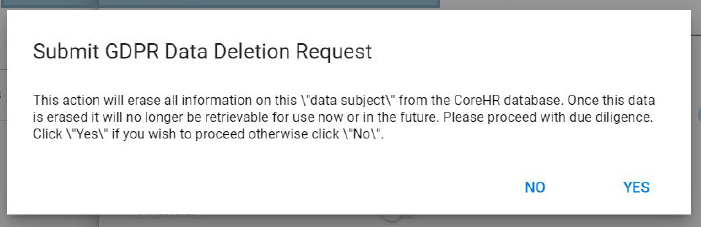 Submit GDPR Data Deletion Request
This action will erase all information on this \"data subject\" from the CoreHR database. Once this data
is erased it will no longer be retrievable for use now or in the future. Please proceed with due diligence.
Click \"Yes\" if you wish to proceed otherwise click \"No\".
NO YES